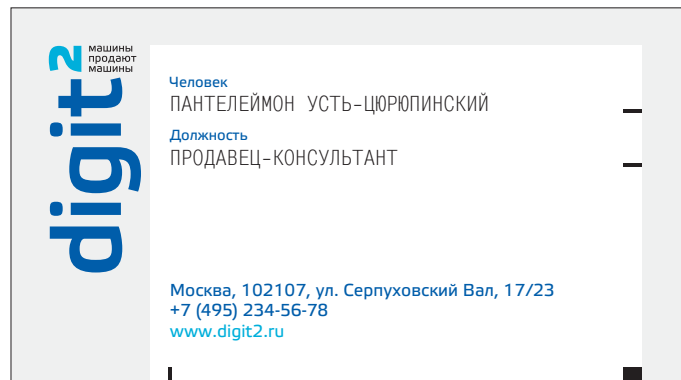 digit2
машины
продают
машины
Человек
ПАНТЕЛЕЙМОН УСТЬ-ЦЮРЮПИНСКИЙ
Должность
ПРОДАВЕЦ-КОНСУЛЬТАНТ
Москва, 102107, ул. Серпуховский Вал, 17/23
+7 (495) 234-56-78
www.digit2.ru